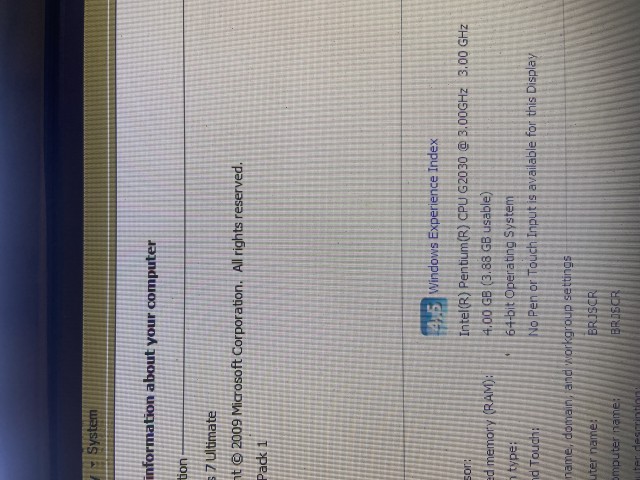 System
information about your computer
tion
s 7 Ultimate
ht © 2009 Microsoft Corporation. All rights reserved.
Pack 1
4.5 Windows Experience Index
sor: Intel(R) Pentium(R) CPU G2030 @ 3.00GHz 3.00 GHz
ed memory (RAM): 4.00 GB (3.88 GB usable)
n type: 64-bit Operating System
nd Touch: No Pen or Touch Input is available for this Display
name, domain, and workgroup settings
uter name: BRJSCR
omputer name: BRJSCR